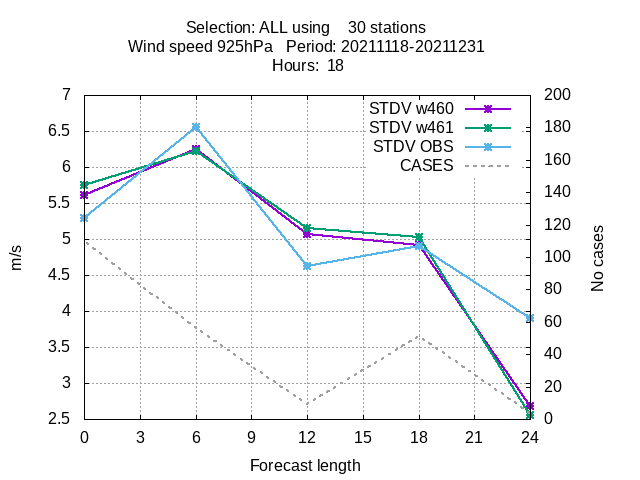 Selection: ALL using    30 stations
Wind speed 925hPa   Period: 20211118-20211231
Hours:  18
7
6.5
6
5.5
5
4.5
4
3.5
3
2.5
m/s
STDV w460
STDV w461
STDV OBS
CASES
200
180
160
140
120
100
80
60
40
20
0
No cases
0 3 6 9 12 15 18 21 24
Forecast length